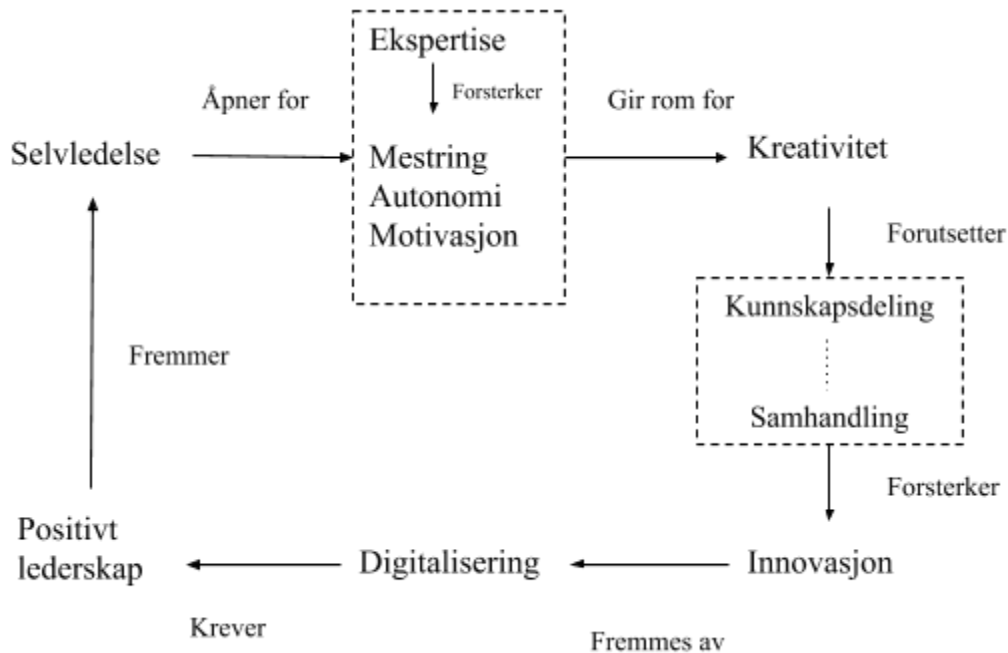 Ekspertise
Forsterker
Åpner for
Gir rom for
Selvledelse
Mestring
Autonomi
Motivasjon
Kreativitet
Forutsetter
Kunnskapsdeling
Samhandling
Fremmer
Forsterker
Positivt
lederskap
Digitalisering
Innovasjon
Krever
Fremmes av